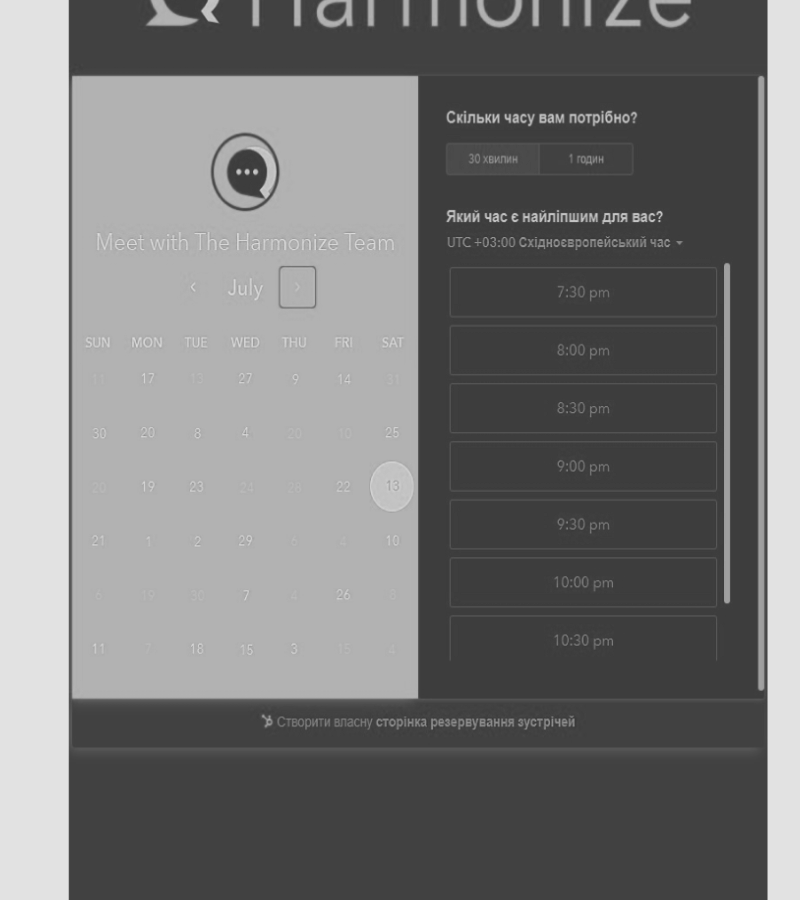 Harmonize
Meet with The Harmonize Team
‹ July ›
SUN MON TUE WED THU FRI SAT
17 27 9 14 31
30 20 8 4 20 10 25
20 19 23 24 22 13
21 1 2 29 6 4 10
6 19 30 7 4 26 8
11 7 18 15 3 15 4
Скільки часу вам потрібно?
30 хвилин 1 годин
Який час є найліпшим для вас?
UTC +03:00 Східноєвропейський час
7:30 pm
8:00 pm
8:30 pm
9:00 pm
9:30 pm
10:00 pm
10:30 pm
Створити власну сторінка резервування зустрічей